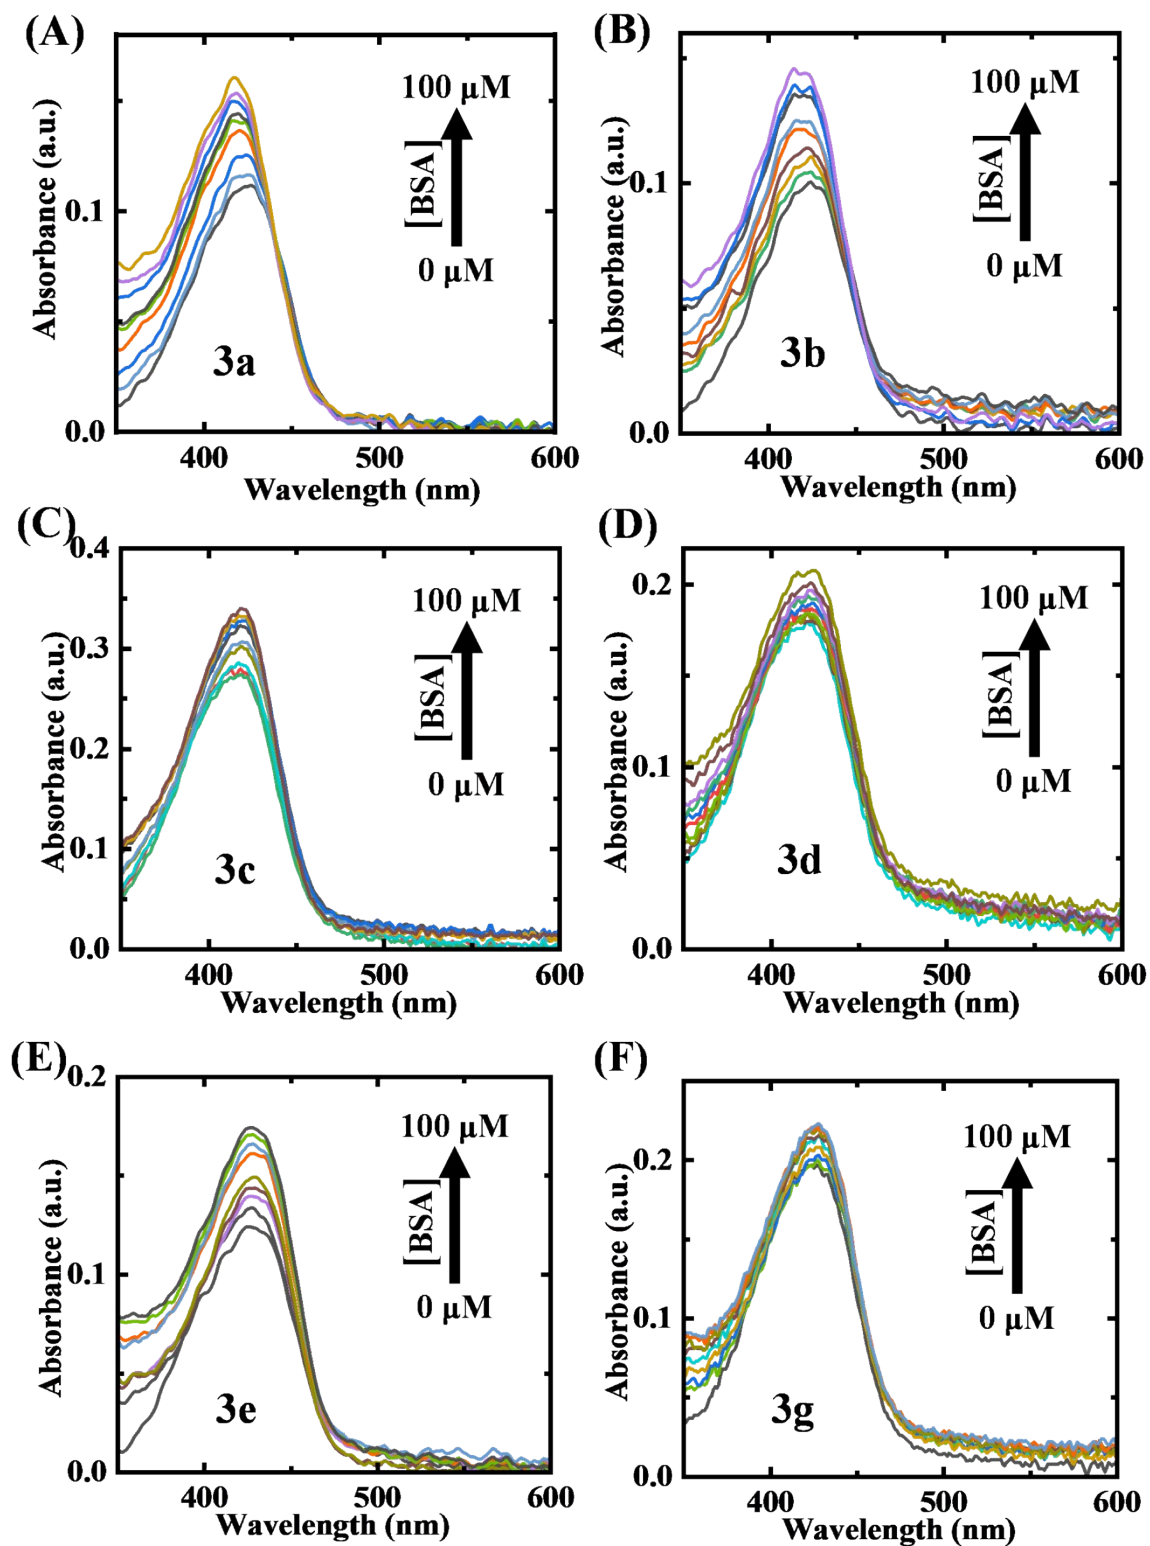 (A)
100 µM
[BSA]
0 µM
3a
Absorbance (a.u.)
0.1
0.0
400
500
600
Wavelength (nm)
(B)
100 µM
[BSA]
0 µM
3b
Absorbance (a.u.)
0.1
0.0
400
500
600
Wavelength (nm)
(C)
100 µM
[BSA]
0 µM
3c
Absorbance (a.u.)
0.4
0.3
0.2
0.1
0.0
400
500
600
Wavelength (nm)
(D)
100 µM
[BSA]
0 µM
3d
Absorbance (a.u.)
0.2
0.1
0.0
400
500
600
Wavelength (nm)
(E)
100 µM
[BSA]
0 µM
3e
Absorbance (a.u.)
0.2
0.1
0.0
400
500
600
Wavelength (nm)
(F)
100 µM
[BSA]
0 µM
3g
Absorbance (a.u.)
0.2
0.1
0.0
400
500
600
Wavelength (nm)